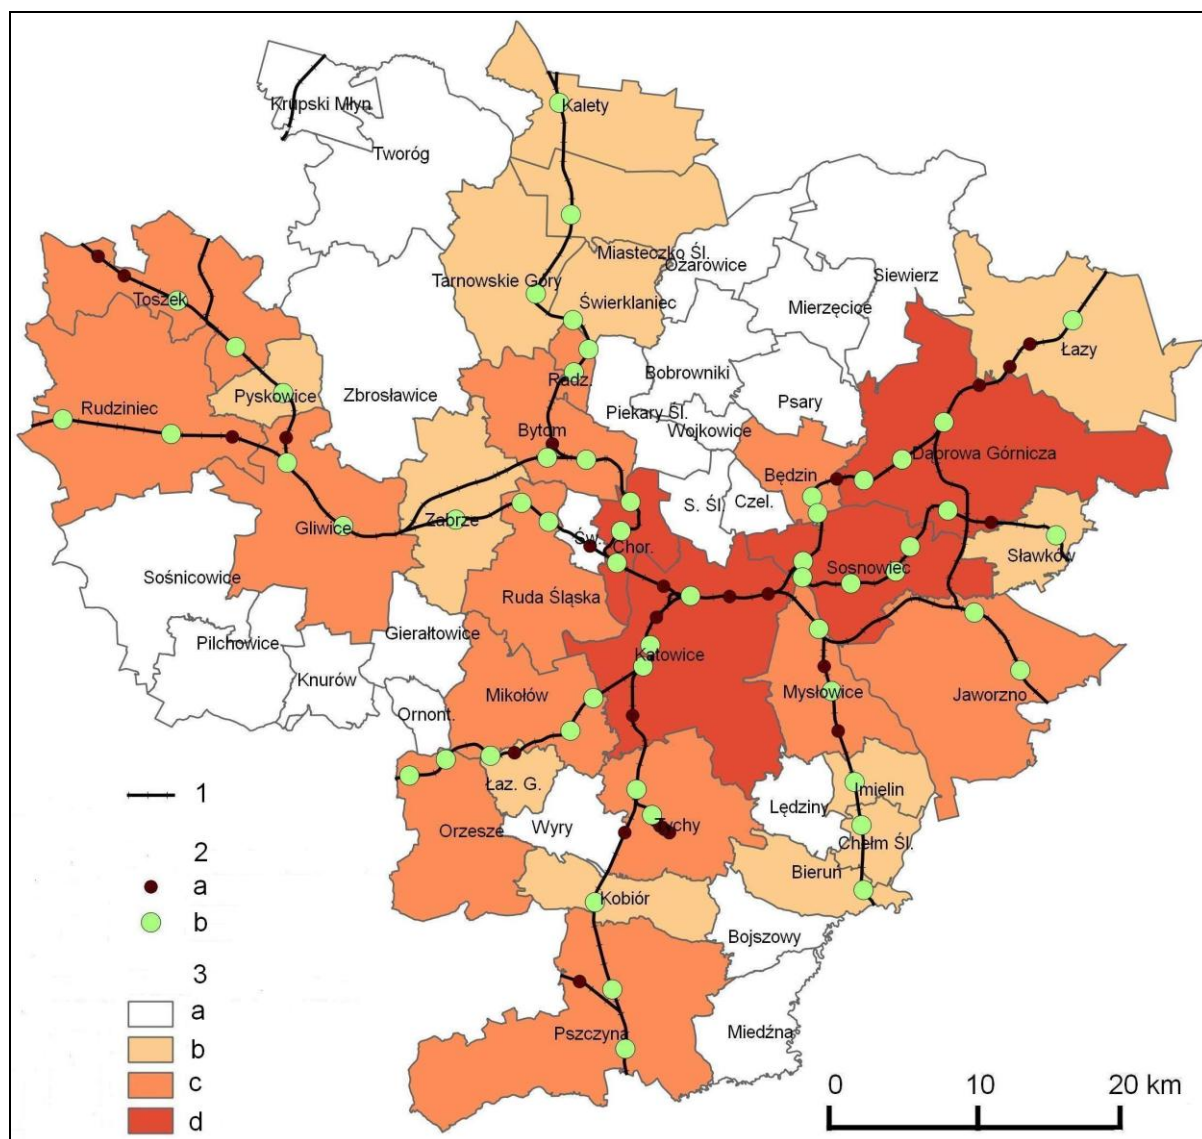 Krupski Młyn
Kalety
Tworóg
Miasteczko Śl.
Ożarowice
Tarnowskie Góry
Siewierz
Toszek
Świerklaniec
Mierzęcice
Łazy
Radz.
Bobrowniki
Zbrosławice
Pyskowice
Psary
Rudziniec
Piekary Śl.
Bytom
Wojkowice
Dąbrowa Górnicza
Będzin
S. Śl.
Czel.
Zabrze
Gliwice
Św.
Chor.
Sławków
Sosnowiec
Sośnicowice
Ruda Śląska
Gierałtowice
Pilchowice
Katowice
Knurów
Mikołów
Mysłowice
Jaworzno
Ornont.
Łaz. G.
Imielin
Lędziny
Orzesze
Wyry
Tychy
Chełm Śl.
Bieruń
Kobiór
Bojszowy
Pszczyna
Miedźna
1
2
a
b
3
a
b
c
d
0 10 20 km